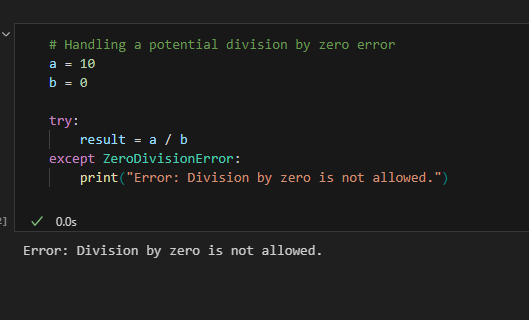 # Handling a potential division by zero error
a = 10
b = 0
try:
    result = a / b
except ZeroDivisionError:
    print("Error: Division by zero is not allowed.")
]
0.0s
Error: Division by zero is not allowed.